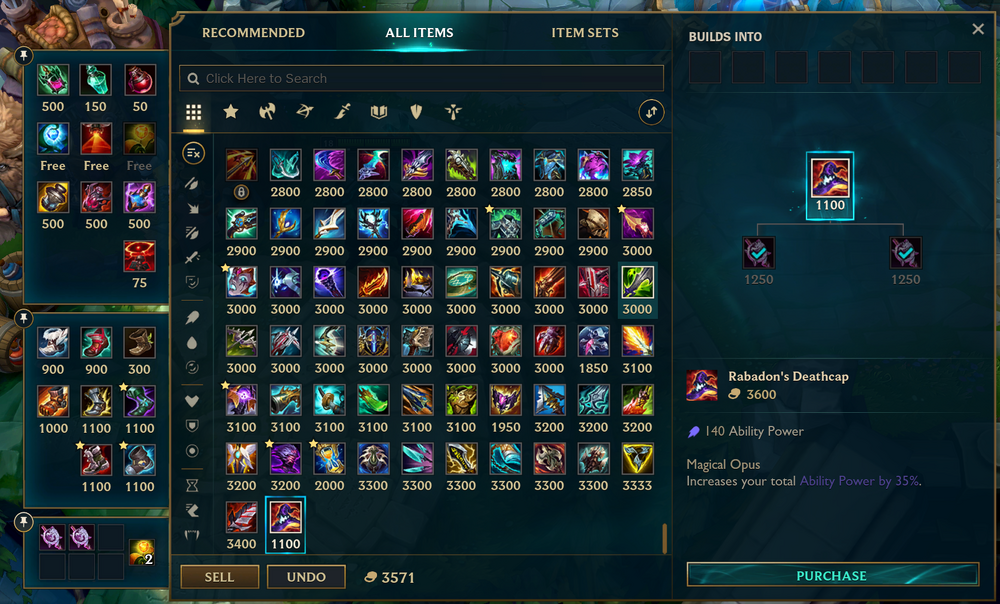 RECOMMENDED
ALL ITEMS
ITEM SETS
Click Here to Search
500 150 50
Free Free Free
500 500 500
75
900 900 300
1000 1100 1100
1100 1100
2
2800 2800 2800 2800 2800 2800 2800 2800 2850
2900 2900 2900 2900 2900 2900 2900 2900 2900 3000
3000 3000 3000 3000 3000 3000 3000 3000 3000 3000
3000 3000 3000 3000 3000 3000 3000 3000 1850 3100
3100 3100 3100 3100 3100 3100 1950 3200 3200 3200
3200 3200 2000 3300 3300 3300 3300 3300 3300 3333
3400 1100
SELL
UNDO
3571
BUILDS INTO
1100
1250 1250
Rabadon's Deathcap
3600
140 Ability Power
Magical Opus
Increases your total Ability Power by 35%.
PURCHASE